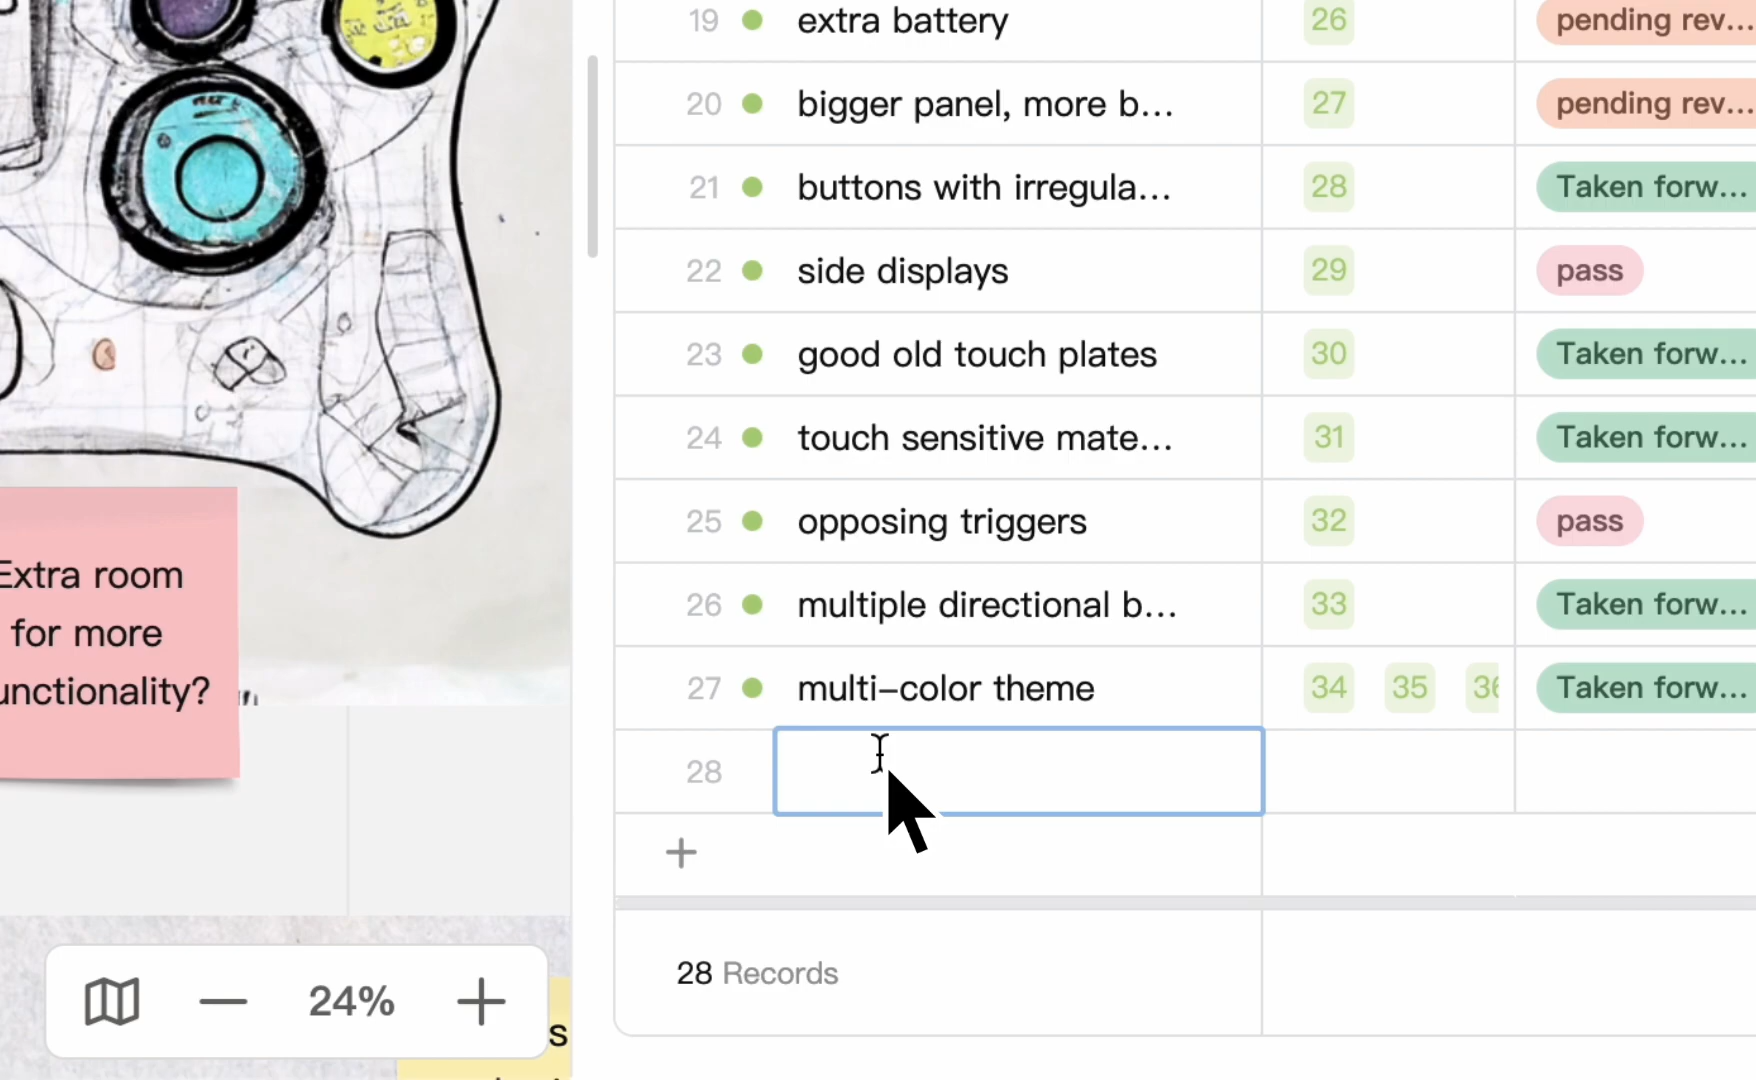 19 extra battery 26 pending rev...
20 bigger panel, more b... 27 pending rev...
21 buttons with irregula... 28 Taken forw...
22 side displays 29 pass
23 good old touch plates 30 Taken forw...
24 touch sensitive mate... 31 Taken forw...
25 opposing triggers 32 pass
26 multiple directional b... 33 Taken forw...
27 multi–color theme 34 35 36 Taken forw...
28
28 Records
Extra room
for more
unctionality?
24%
s